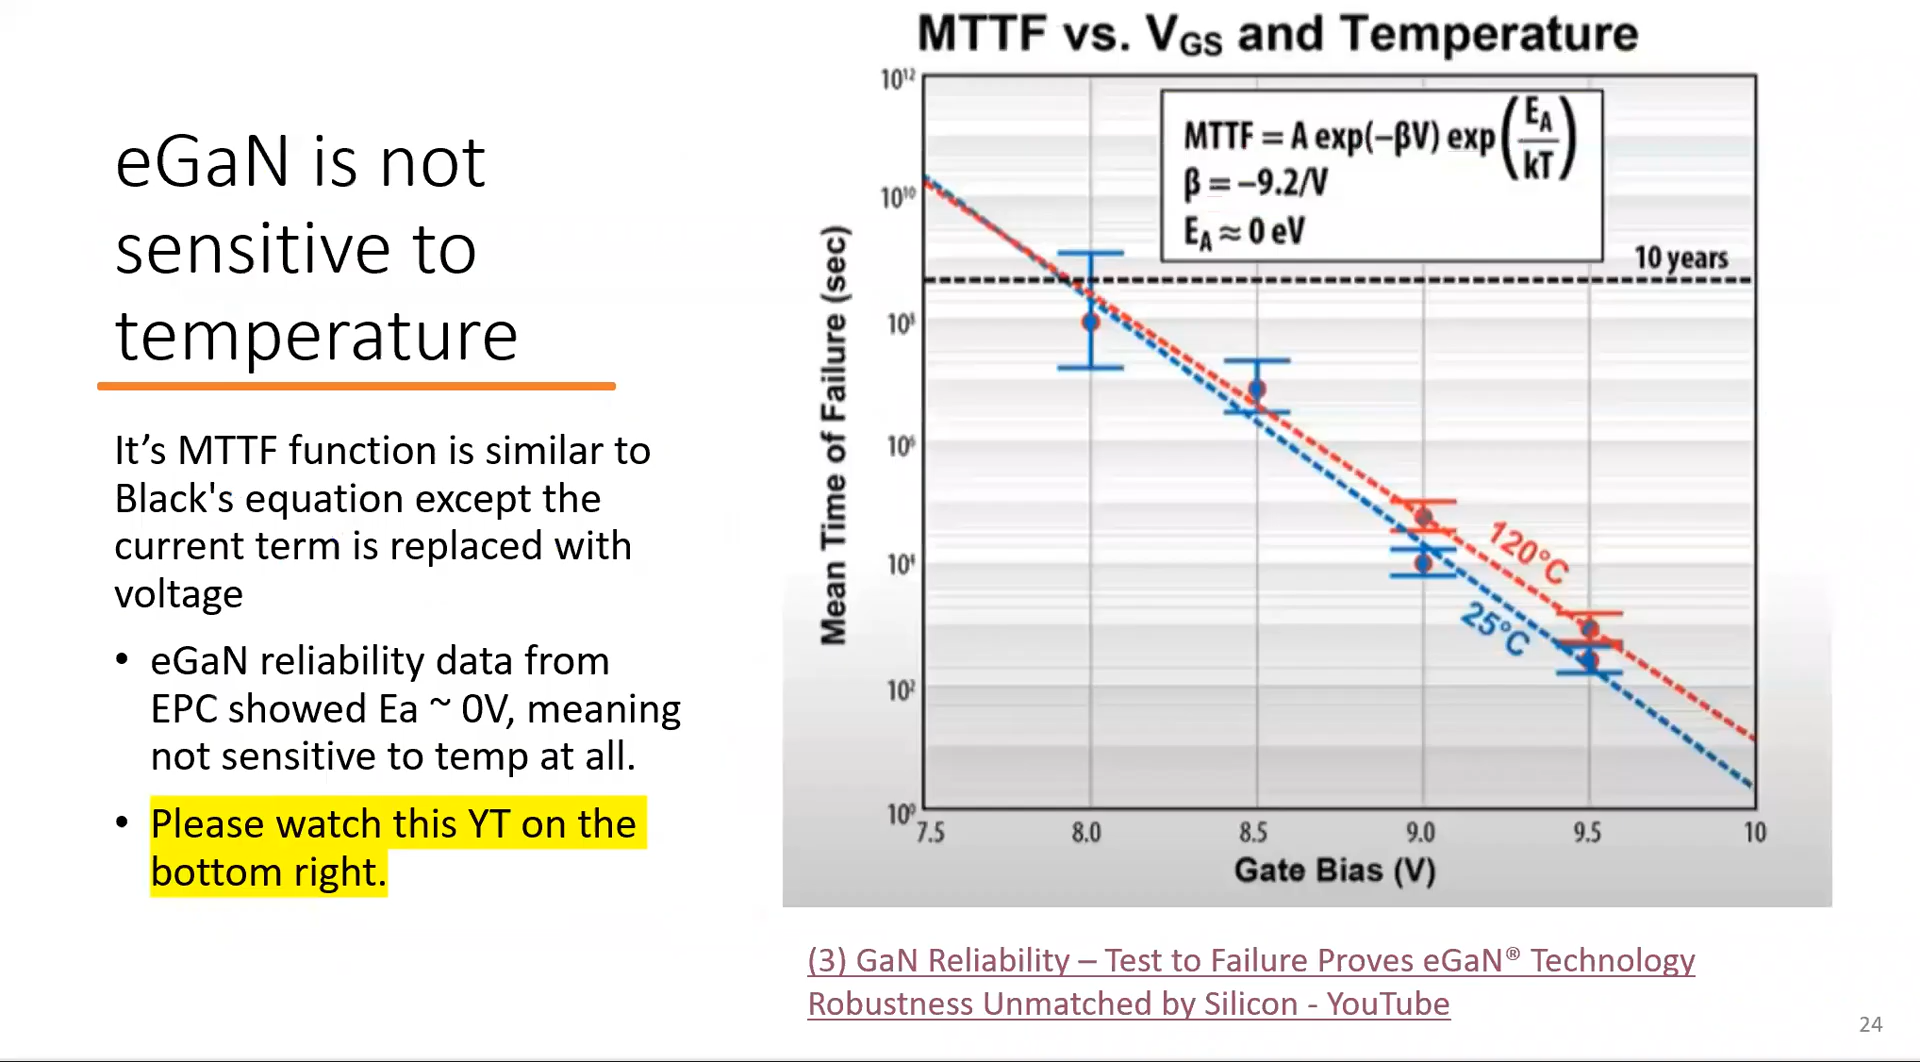 eGaN is not
sensitive to
temperature
It’s MTTF function is similar to
Black's equation except the
current term is replaced with
voltage
• eGaN reliability data from
EPC showed Ea ~ 0V, meaning
not sensitive to temp at all.
• Please watch this YT on the
bottom right.
MTTF vs. V_GS and Temperature
Mean Time of Failure (sec)
10¹²
10¹⁰
10⁸
10⁶
10⁴
10²
10⁰
MTTF = A exp(−βV) exp(E_A/kT)
β = −9.2/V
E_A ≈ 0 eV
10 years
120°C
25°C
7.5 8.0 8.5 9.0 9.5 10
Gate Bias (V)
(3) GaN Reliability – Test to Failure Proves eGaN® Technology
Robustness Unmatched by Silicon - YouTube
24